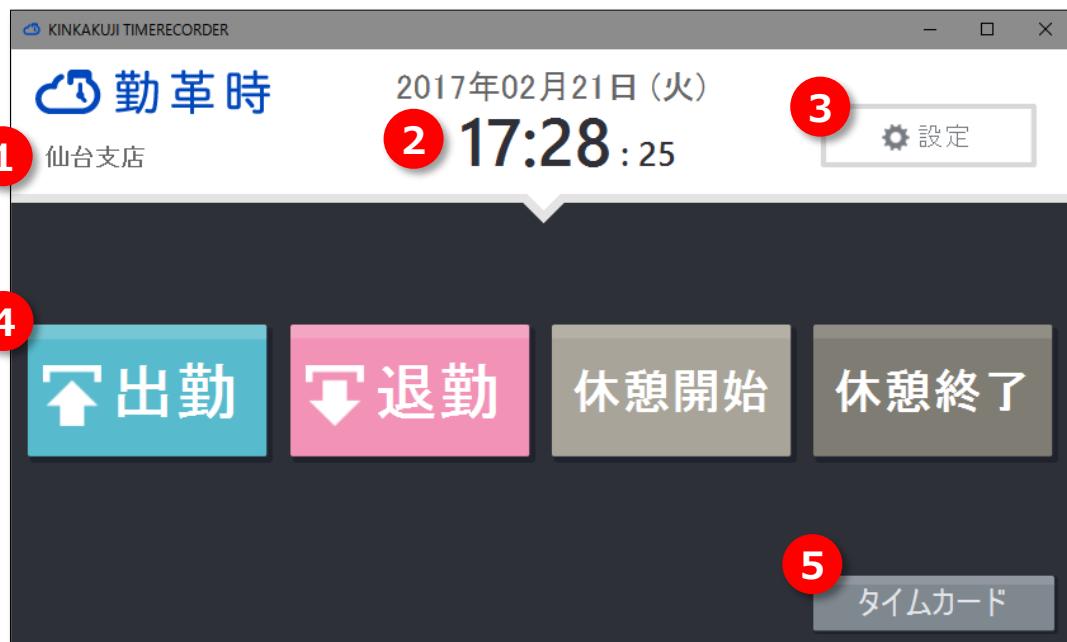 KINKAKUJI TIMERECORDER
勤革時
2017年02月21日(火)
3
設定
2
17:28:25
1
仙台支店
4
出勤
退勤
休憩開始
休憩終了
5
タイムカード